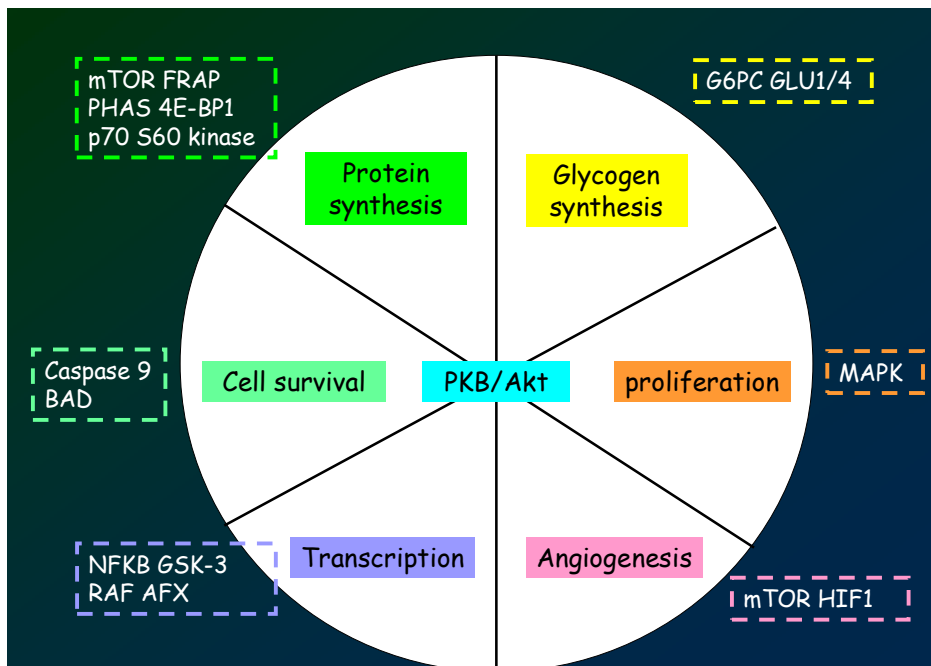 mTOR FRAP
PHAS 4E-BP1
p70 S60 kinase
G6PC GLU1/4
Protein
synthesis
Glycogen
synthesis
Caspase 9
BAD
Cell survival
PKB/Akt
proliferation
MAPK
NFKB GSK-3
RAF AFX
Transcription
Angiogenesis
mTOR HIF1